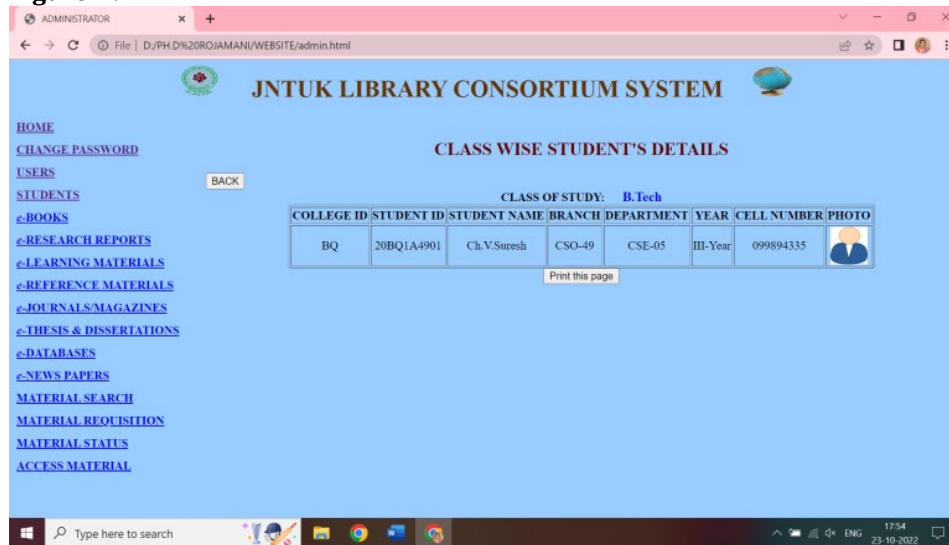 ADMINISTRATOR
File | D:/PH.D%20ROJAMANI/WEBSITE/admin.html
JNTUK LIBRARY CONSORTIUM SYSTEM
HOME
CHANGE PASSWORD
USERS
STUDENTS
e-BOOKS
e-RESEARCH REPORTS
e-LEARNING MATERIALS
e-REFERENCE MATERIALS
e-JOURNALS/MAGAZINES
e-THESIS & DISSERTATIONS
e-DATABASES
e-NEWS PAPERS
MATERIAL SEARCH
MATERIAL REQUISITION
MATERIAL STATUS
ACCESS MATERIAL
CLASS WISE STUDENT'S DETAILS
BACK
CLASS OF STUDY: B.Tech
COLLEGE ID STUDENT ID STUDENT NAME BRANCH DEPARTMENT YEAR CELL NUMBER PHOTO
BQ 20BQ1A4901 Ch.V.Suresh CSO-49 CSE-05 III-Year 099894335
Print this page
Type here to search
ENG
17:54
23-10-2022